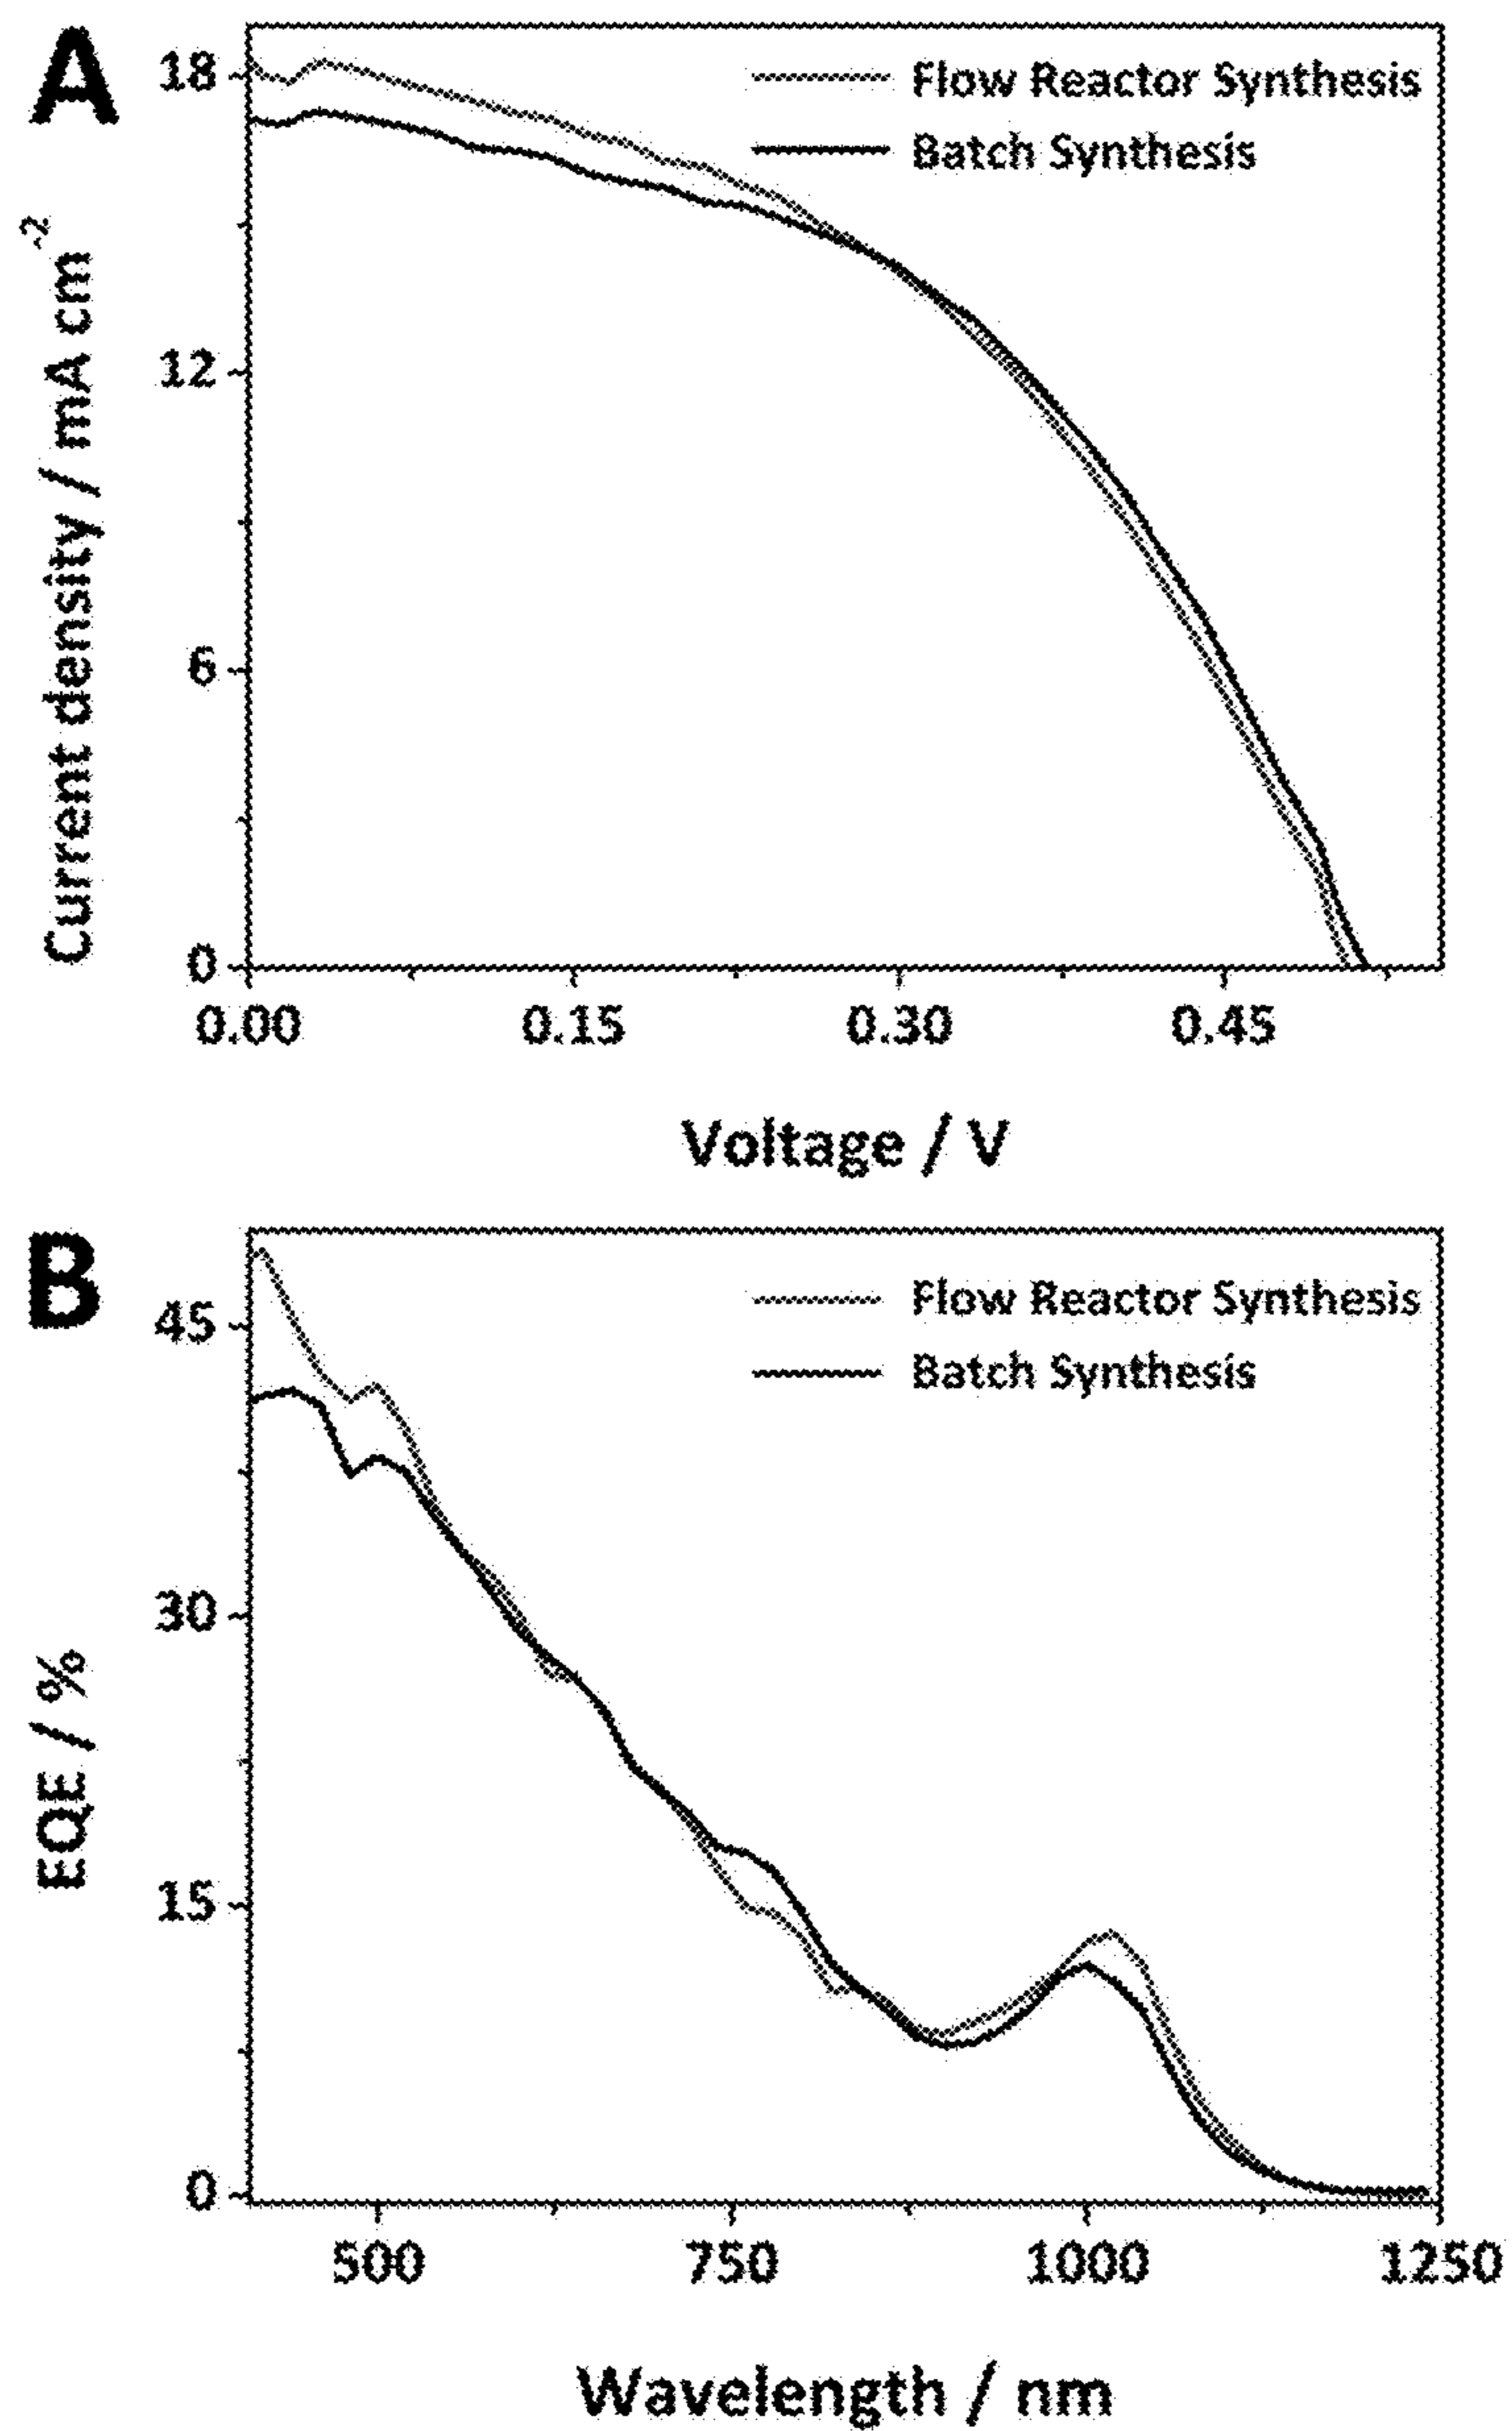 A
18
12
6
0
Current density / mA cm⁻²
Flow Reactor Synthesis
Batch Synthesis
0.00 0.15 0.30 0.45
Voltage / V
B
45
30
15
0
EQE / %
Flow Reactor Synthesis
Batch Synthesis
500 750 1000 1250
Wavelength / nm